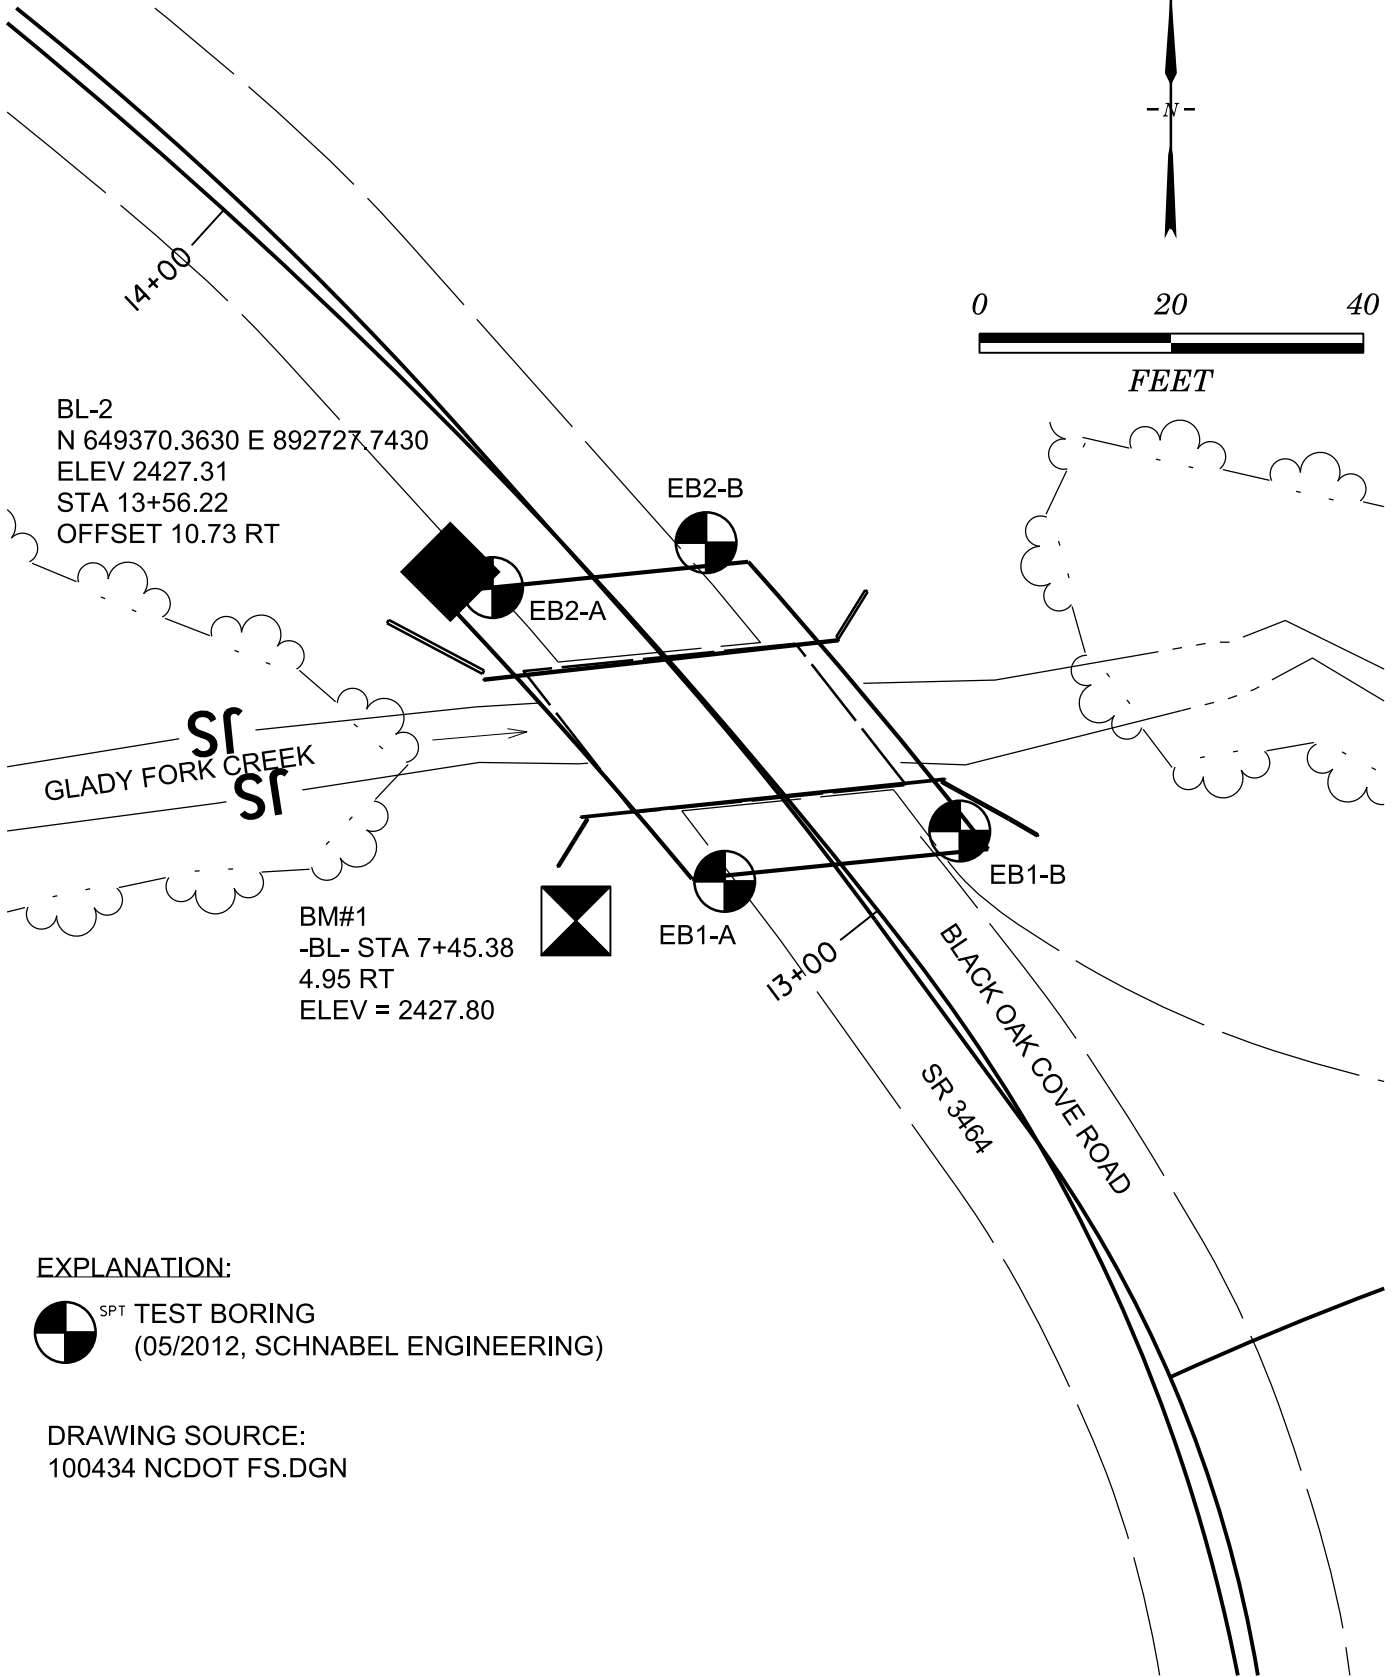 -N-
0 20 40
FEET
14+00
BL-2
N 649370.3630 E 892727.7430
ELEV 2427.31
STA 13+56.22
OFFSET 10.73 RT
EB2-B
EB2-A
GLADY FORK CREEK
EB1-B
EB1-A
BM#1
-BL- STA 7+45.38
4.95 RT
ELEV = 2427.80
13+00
BLACK OAK COVE ROAD
SR 3464
EXPLANATION:
SPT TEST BORING
(05/2012, SCHNABEL ENGINEERING)
DRAWING SOURCE:
100434 NCDOT FS.DGN